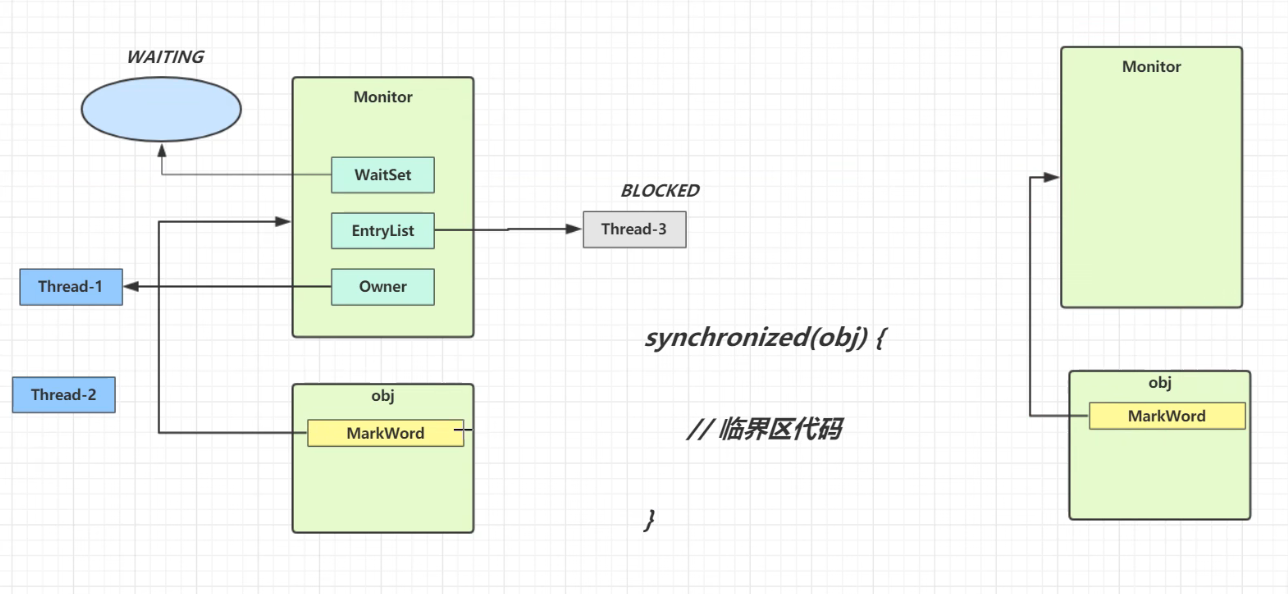 WAITING
Monitor
WaitSet
EntryList
Owner
BLOCKED
Thread-3
Thread-1
Thread-2
obj
MarkWord
synchronized(obj) {
// 临界区代码
}
Monitor
obj
MarkWord